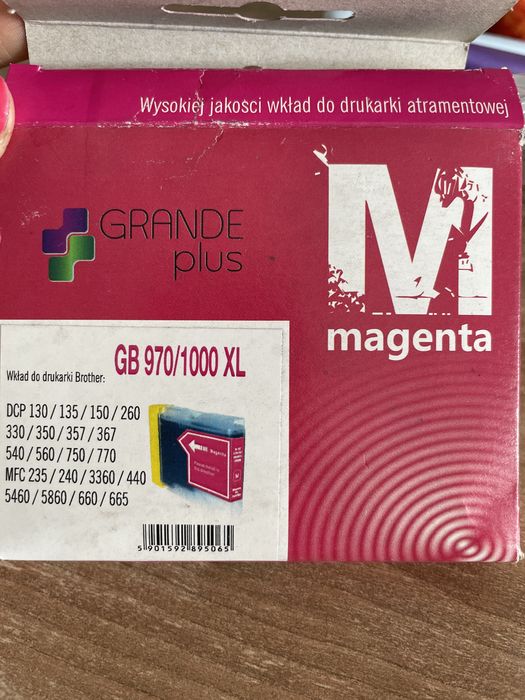 Wysokiej jakości wkład do drukarki atramentowej
GRANDE
plus
M
magenta
GB 970/1000 XL
Wkład do drukarki Brother:
DCP 130 / 135 / 150 / 260
330 / 350 / 357 / 367
540 / 560 / 750 / 770
MFC 235 / 240 / 3360 / 440
5460 / 5860 / 660 / 665
Magenta
5 901592 895065